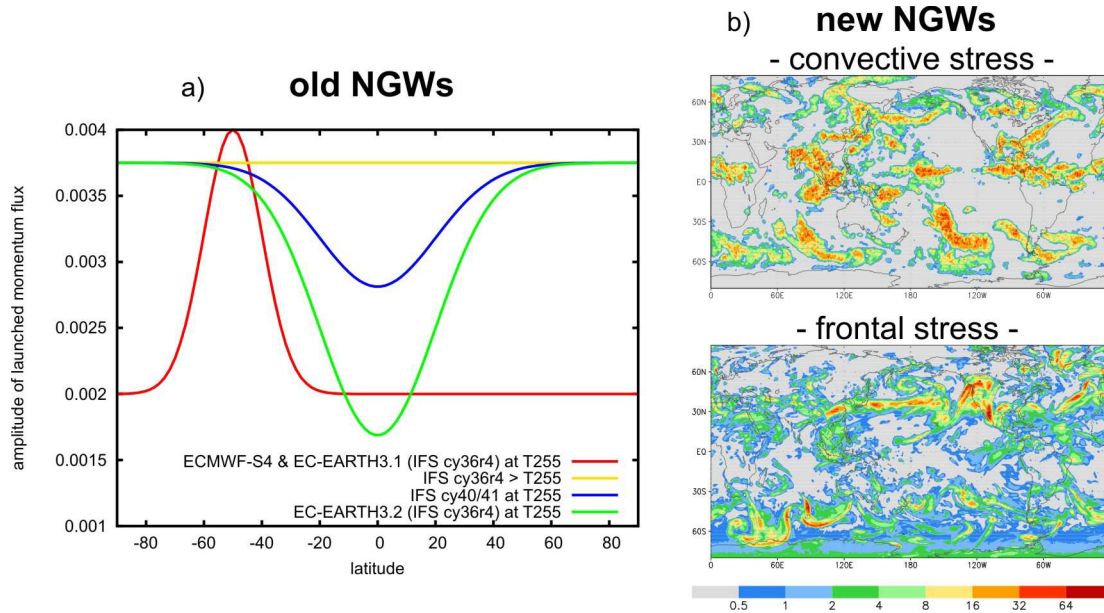 a) old NGWs
amplitude of launched momentum flux
0.004
0.0035
0.003
0.0025
0.002
0.0015
0.001
ECMWF-S4 & EC-EARTH3.1 (IFS cy36r4) at T255
IFS cy36r4 > T255
IFS cy40/41 at T255
EC-EARTH3.2 (IFS cy36r4) at T255
-80 -60 -40 -20 0 20 40 60 80
latitude
b) new NGWs
- convective stress -
60N
30N
EQ
30S
60S
0 60E 120E 180 120W 60W
- frontal stress -
60N
30N
EQ
30S
60S
0 60E 120E 180 120W 60W
0.5 1 2 4 8 16 32 64